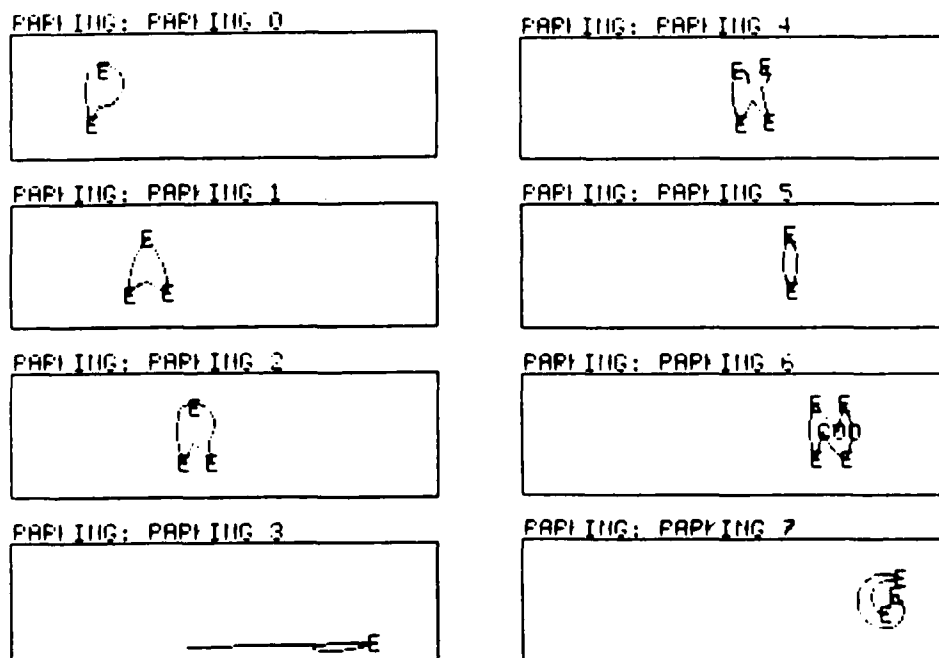 PARKING: PARKING 0
E
E
PARKING: PARKING 1
E
E E
PARKING: PARKING 2
E
E E
PARKING: PARKING 3
E
PARKING: PARKING 4
E E
E E
PARKING: PARKING 5
E
E
PARKING: PARKING 6
E E
E E
PARKING: PARKING 7
E
E